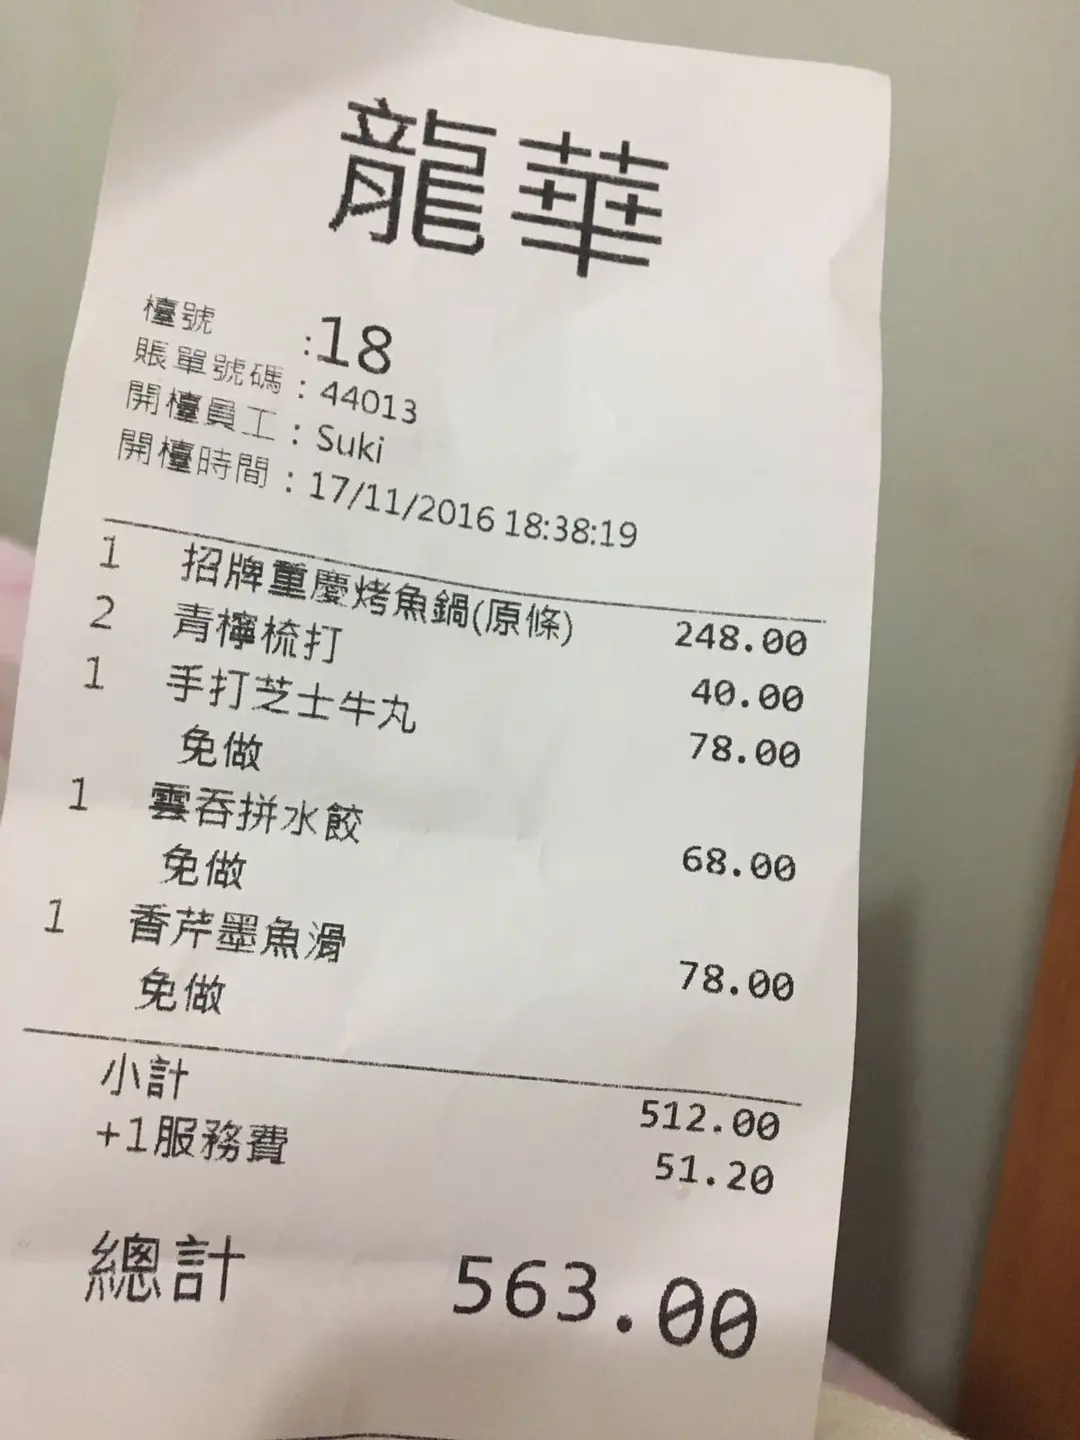 龍華
檯號 :18
賬單號碼 : 44013
開檯員工 : Suki
開檯時間 : 17/11/2016 18:38:19
1 招牌重慶烤魚鍋(原條) 248.00
2 青檸梳打 40.00
1 手打芝士牛丸 78.00
免做
1 雲吞拼水餃 68.00
免做
1 香芹墨魚滑 78.00
免做
小計 512.00
+1服務費 51.20
總計 563.00